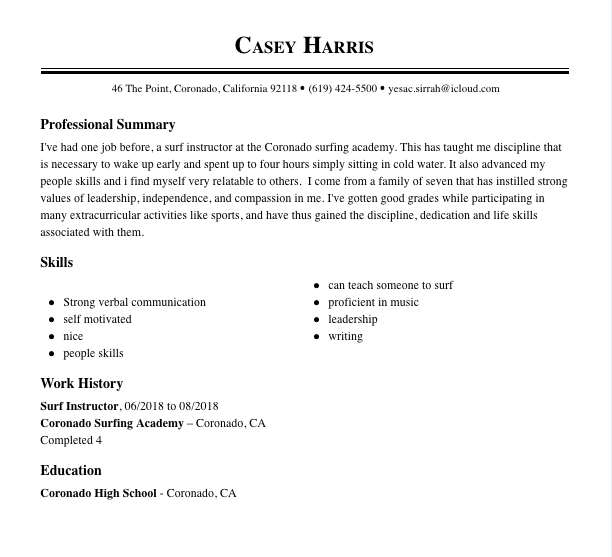 CASEY HARRIS
46 The Point, Coronado, California 92118 • (619) 424-5500 • yesac.sirrah@icloud.com
Professional Summary
I've had one job before, a surf instructor at the Coronado surfing academy. This has taught me discipline that
is necessary to wake up early and spent up to four hours simply sitting in cold water. It also advanced my
people skills and i find myself very relatable to others.  I come from a family of seven that has instilled strong
values of leadership, independence, and compassion in me. I've gotten good grades while participating in
many extracurricular activities like sports, and have thus gained the discipline, dedication and life skills
associated with them.
Skills
• Strong verbal communication
• self motivated
• nice
• people skills
• can teach someone to surf
• proficient in music
• leadership
• writing
Work History
Surf Instructor, 06/2018 to 08/2018
Coronado Surfing Academy – Coronado, CA
Completed 4
Education
Coronado High School - Coronado, CA